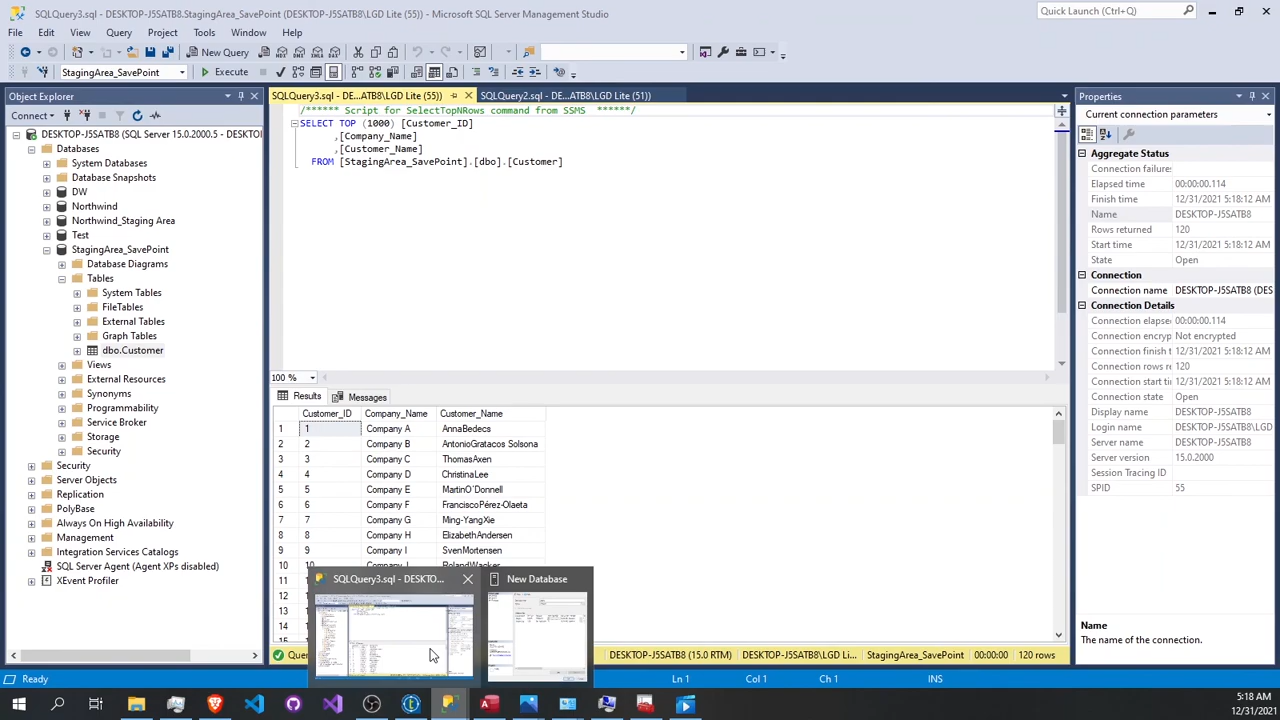 SQLQuery3.sql - DESKTOP-J5SATB8.StagingArea_SavePoint (DESKTOP-J5SATB8\LGD Lite (55)) - Microsoft SQL Server Management Studio
Quick Launch (Ctrl+Q)
File Edit View Query Project Tools Window Help
New Query
StagingArea_SavePoint
Execute
Object Explorer
Connect
DESKTOP-J5SATB8 (SQL Server 15.0.2000.5 - DESKTO
Databases
System Databases
Database Snapshots
DW
Northwind
Northwind_Staging Area
Test
StagingArea_SavePoint
Database Diagrams
Tables
System Tables
FileTables
External Tables
Graph Tables
dbo.Customer
Views
External Resources
Synonyms
Programmability
Service Broker
Storage
Security
Security
Server Objects
Replication
PolyBase
Always On High Availability
Management
Integration Services Catalogs
SQL Server Agent (Agent XPs disabled)
XEvent Profiler
SQLQuery3.sql - DE...ATB8\LGD Lite (55))
SQLQuery2.sql - DE...ATB8\LGD Lite (51))
/****** Script for SelectTopNRows command from SSMS  ******/
SELECT TOP (1000) [Customer_ID]
,[Company_Name]
,[Customer_Name]
FROM [StagingArea_SavePoint].[dbo].[Customer]
100 %
Results Messages
Customer_ID Company_Name Customer_Name
1 1 Company A AnnaBedecs
2 2 Company B AntonioGratacos Solsona
3 3 Company C ThomasAxen
4 4 Company D ChristinaLee
5 5 Company E MartinO'Donnell
6 6 Company F FranciscoPérez-Olaeta
7 7 Company G Ming-YangXie
8 8 Company H ElizabethAndersen
9 9 Company I SvenMortensen
10 10
11
12
13
14
SQLQuery3.sql - DESKTO...
New Database
DESKTOP-J5SATB8 (15.0 RTM)
DESKTOP-J5SATB8\LGD Li...
StagingArea_SavePoint
00:00:00
120 rows
Properties
Current connection parameters
Aggregate Status
Connection failures
Elapsed time 00:00:00.114
Finish time 12/31/2021 5:18:12 AM
Name DESKTOP-J5SATB8
Rows returned 120
Start time 12/31/2021 5:18:12 AM
State Open
Connection
Connection name DESKTOP-J5SATB8 (DES
Connection Details
Connection elapse 00:00:00.114
Connection encryp Not encrypted
Connection finish t 12/31/2021 5:18:12 AM
Connection rows re 120
Connection start ti 12/31/2021 5:18:12 AM
Connection state Open
Display name DESKTOP-J5SATB8
Login name DESKTOP-J5SATB8\LGD
Server name DESKTOP-J5SATB8
Server version 15.0.2000
Session Tracing ID
SPID 55
Name
The name of the connection.
Ready
Ln 1
Col 1
Ch 1
INS
5:18 AM
12/31/2021